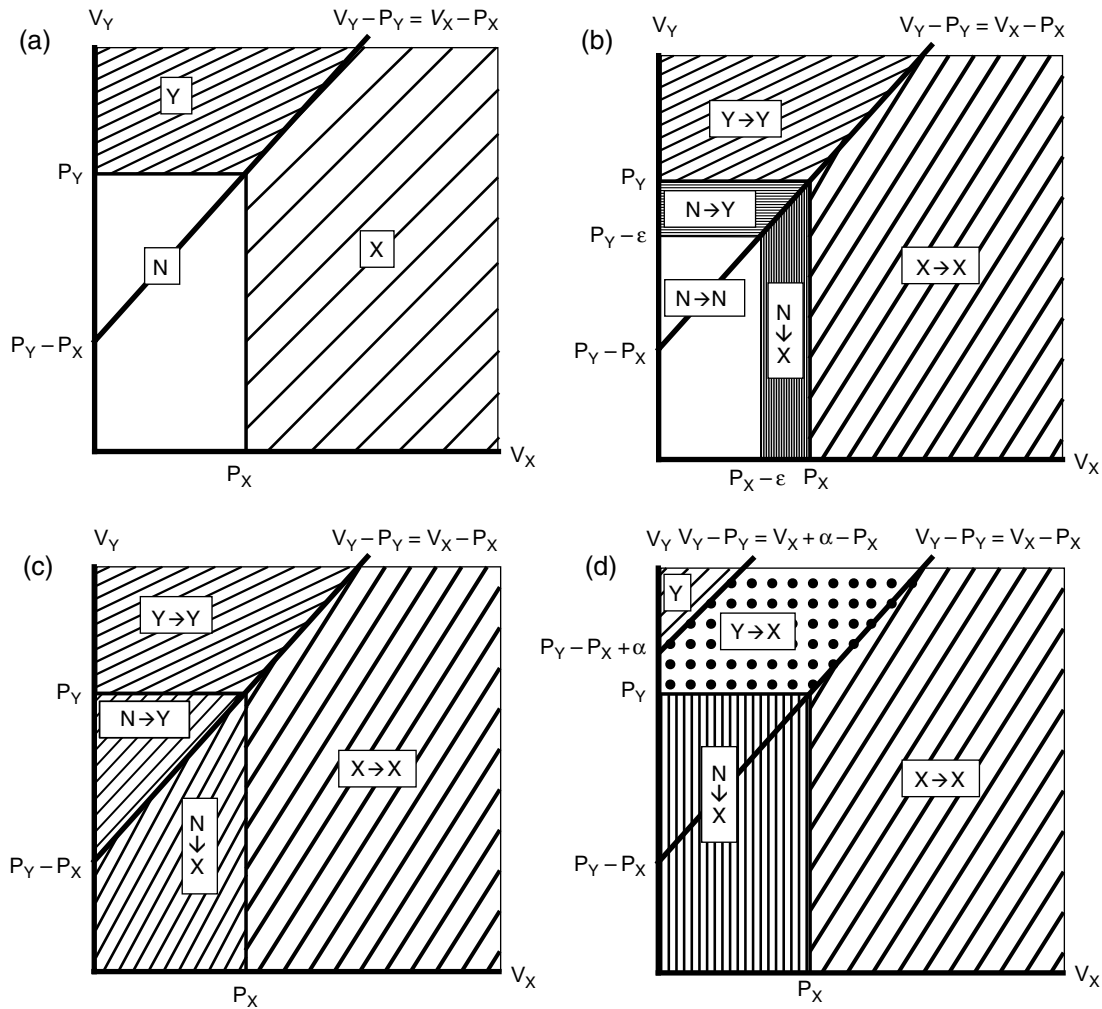 (a)
V_Y
V_Y – P_Y = V_X – P_X
Y
P_Y
N
X
P_Y – P_X
P_X
V_X
(b)
V_Y
V_Y – P_Y = V_X – P_X
Y→Y
P_Y
N→Y
P_Y – ε
N→N
N
↓
X
X→X
P_Y – P_X
P_X – ε
P_X
V_X
(c)
V_Y
V_Y – P_Y = V_X – P_X
Y→Y
P_Y
N→Y
X→X
N
↓
X
P_Y – P_X
P_X
V_X
(d)
V_Y
V_Y – P_Y = V_X + α – P_X
V_Y – P_Y = V_X – P_X
Y
Y→X
P_Y – P_X + α
P_Y
N
↓
X
X→X
P_Y – P_X
P_X
V_X